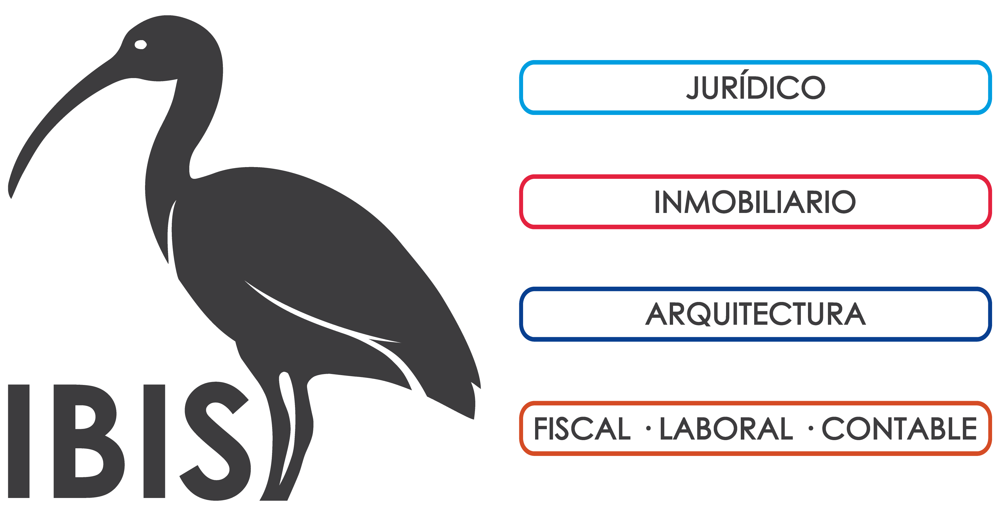 JURÍDICO
INMOBILIARIO
ARQUITECTURA
FISCAL · LABORAL · CONTABLE
IBIS